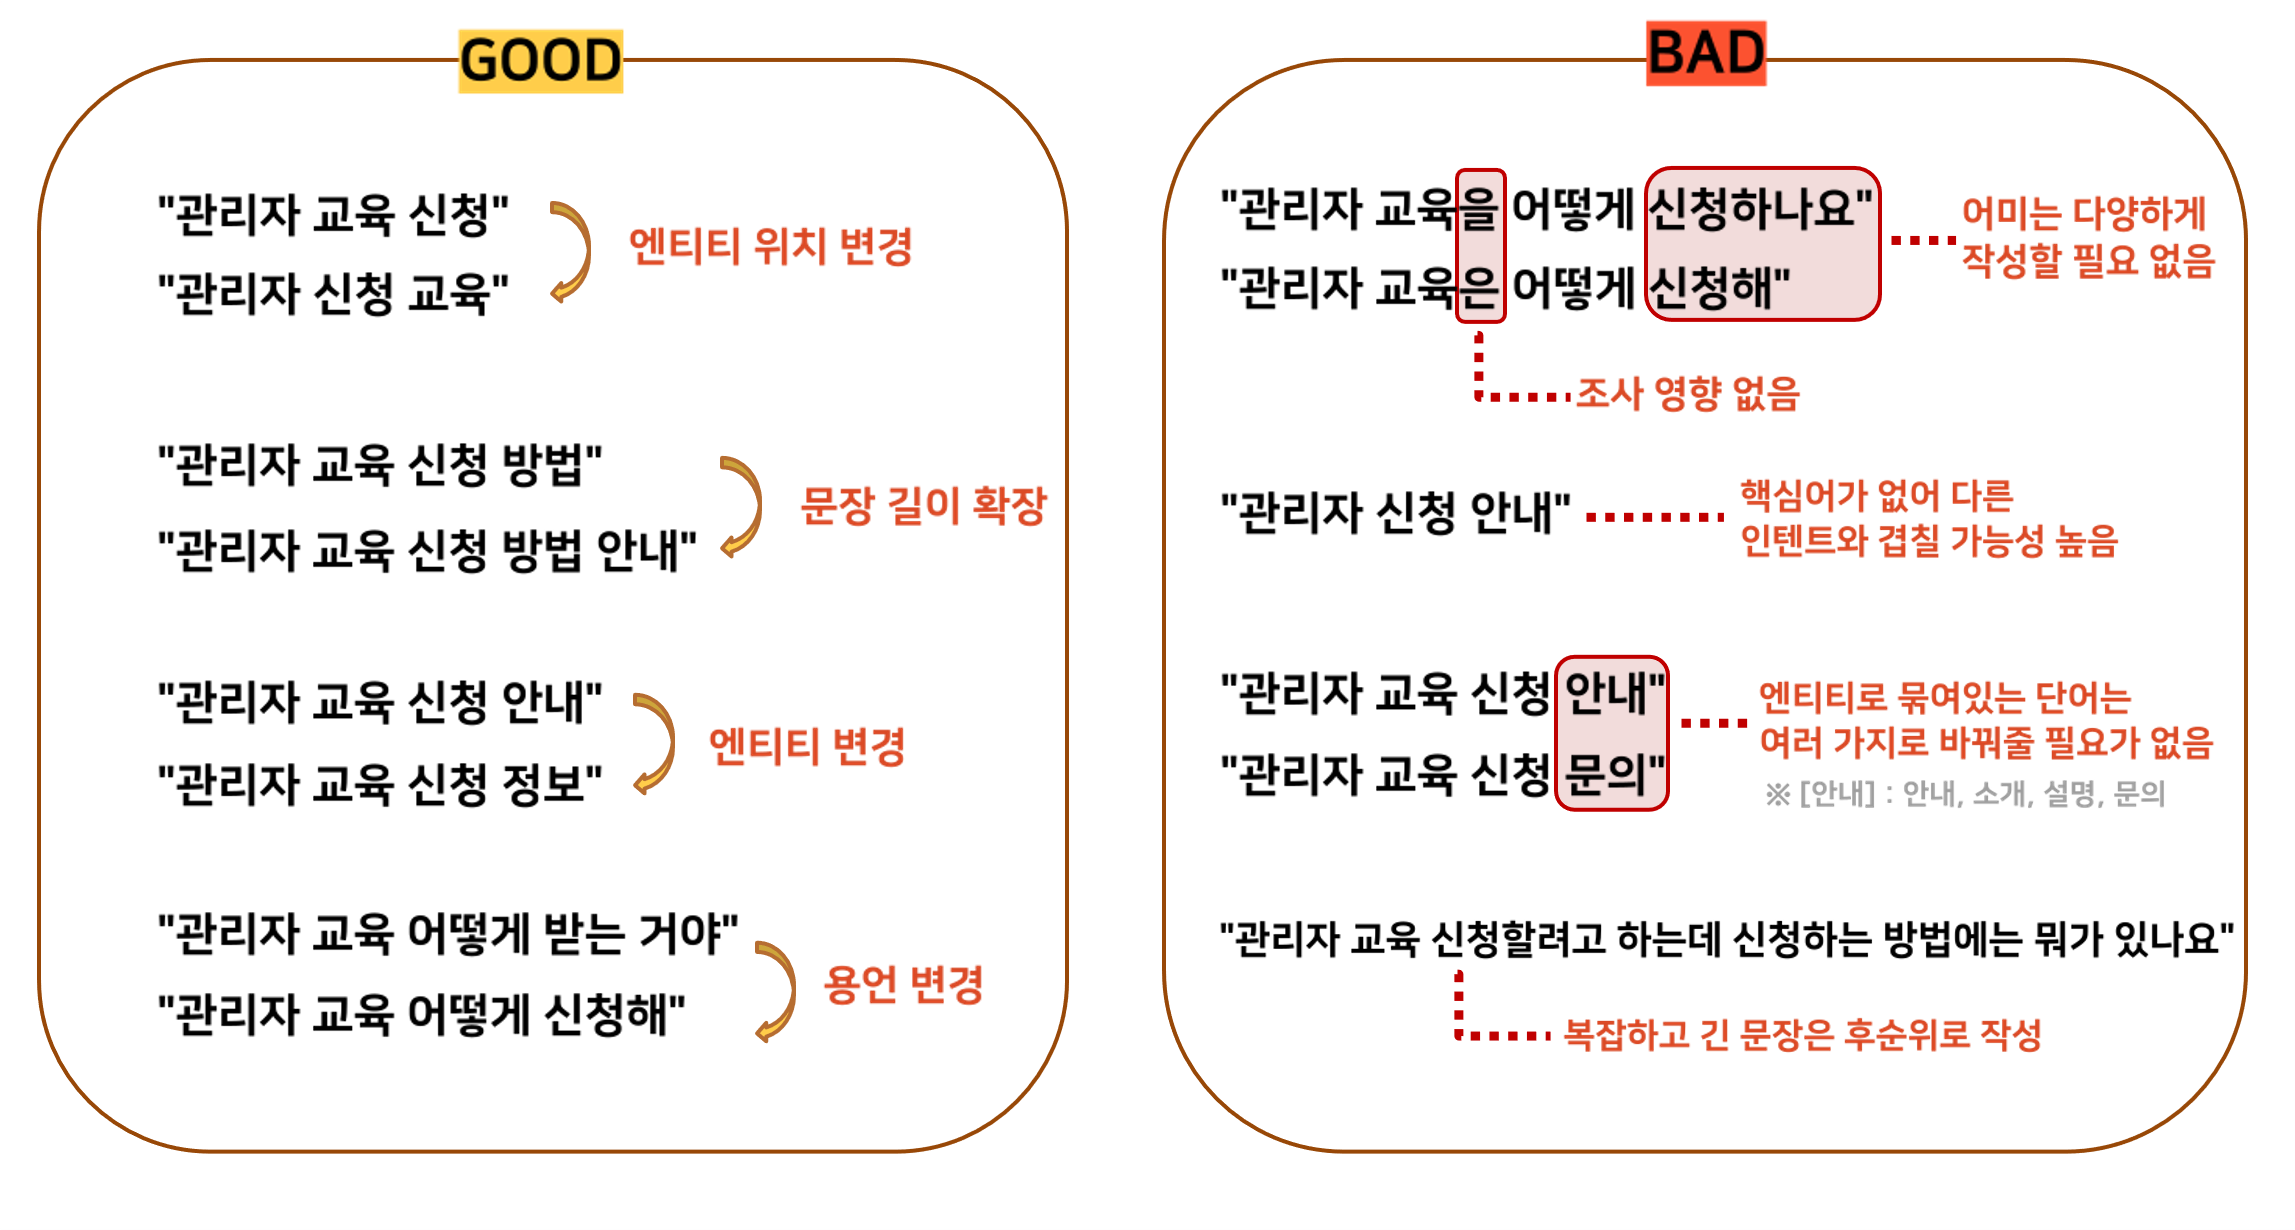 GOOD
"관리자 교육 신청"
"관리자 신청 교육"
엔티티 위치 변경
"관리자 교육 신청 방법"
"관리자 교육 신청 방법 안내"
문장 길이 확장
"관리자 교육 신청 안내"
"관리자 교육 신청 정보"
엔티티 변경
"관리자 교육 어떻게 받는 거야"
"관리자 교육 어떻게 신청해"
용언 변경
BAD
"관리자 교육을 어떻게 신청하나요"
"관리자 교육은 어떻게 신청해"
어미는 다양하게
작성할 필요 없음
조사 영향 없음
"관리자 신청 안내"
핵심어가 없어 다른
인텐트와 겹칠 가능성 높음
"관리자 교육 신청 안내"
"관리자 교육 신청 문의"
엔티티로 묶여있는 단어는
여러 가지로 바꿔줄 필요가 없음
※ [안내] : 안내, 소개, 설명, 문의
"관리자 교육 신청할려고 하는데 신청하는 방법에는 뭐가 있나요"
복잡하고 긴 문장은 후순위로 작성